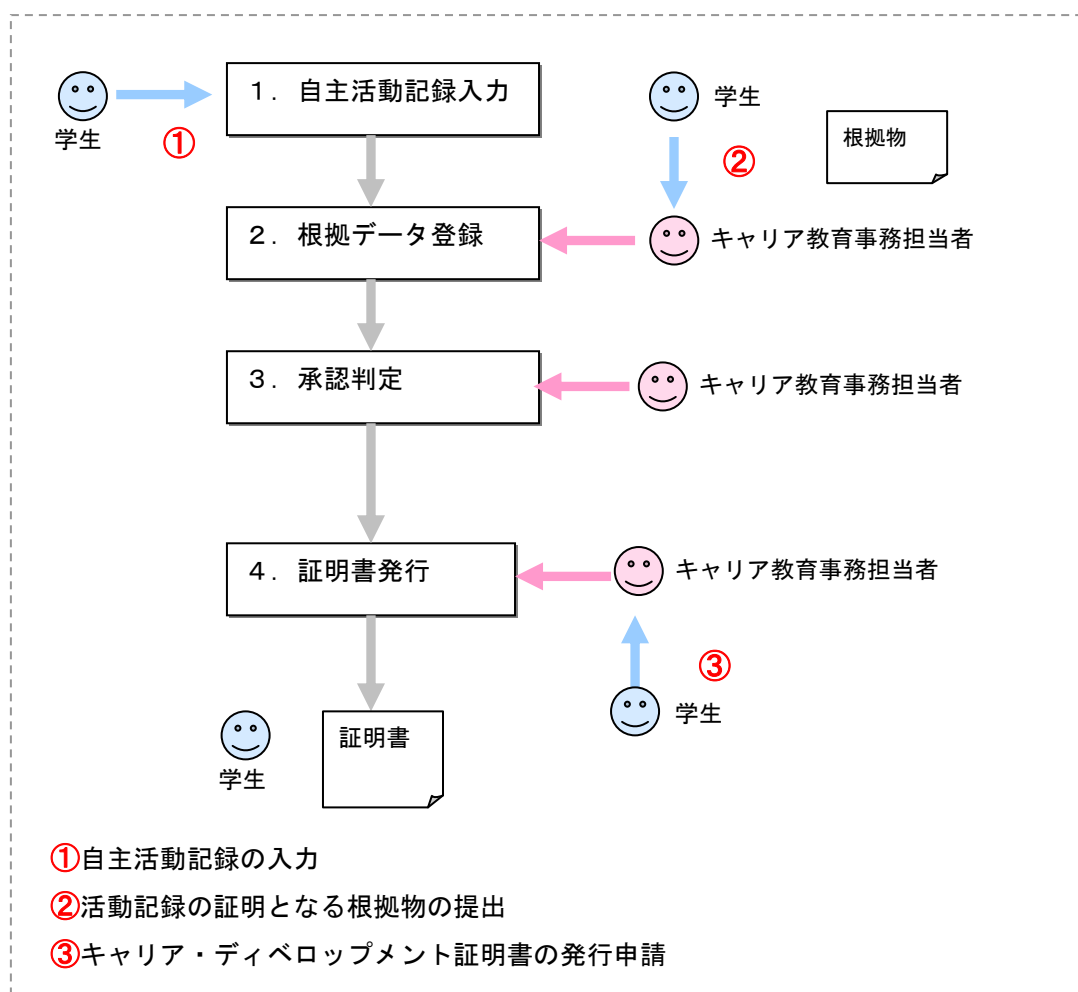 １．自主活動記録入力
学生
①
学生
②
根拠物
２．根拠データ登録
キャリア教育事務担当者
３．承認判定
キャリア教育事務担当者
４．証明書発行
キャリア教育事務担当者
③
学生
証明書
学生
①自主活動記録の入力
②活動記録の証明となる根拠物の提出
③キャリア・ディベロップメント証明書の発行申請